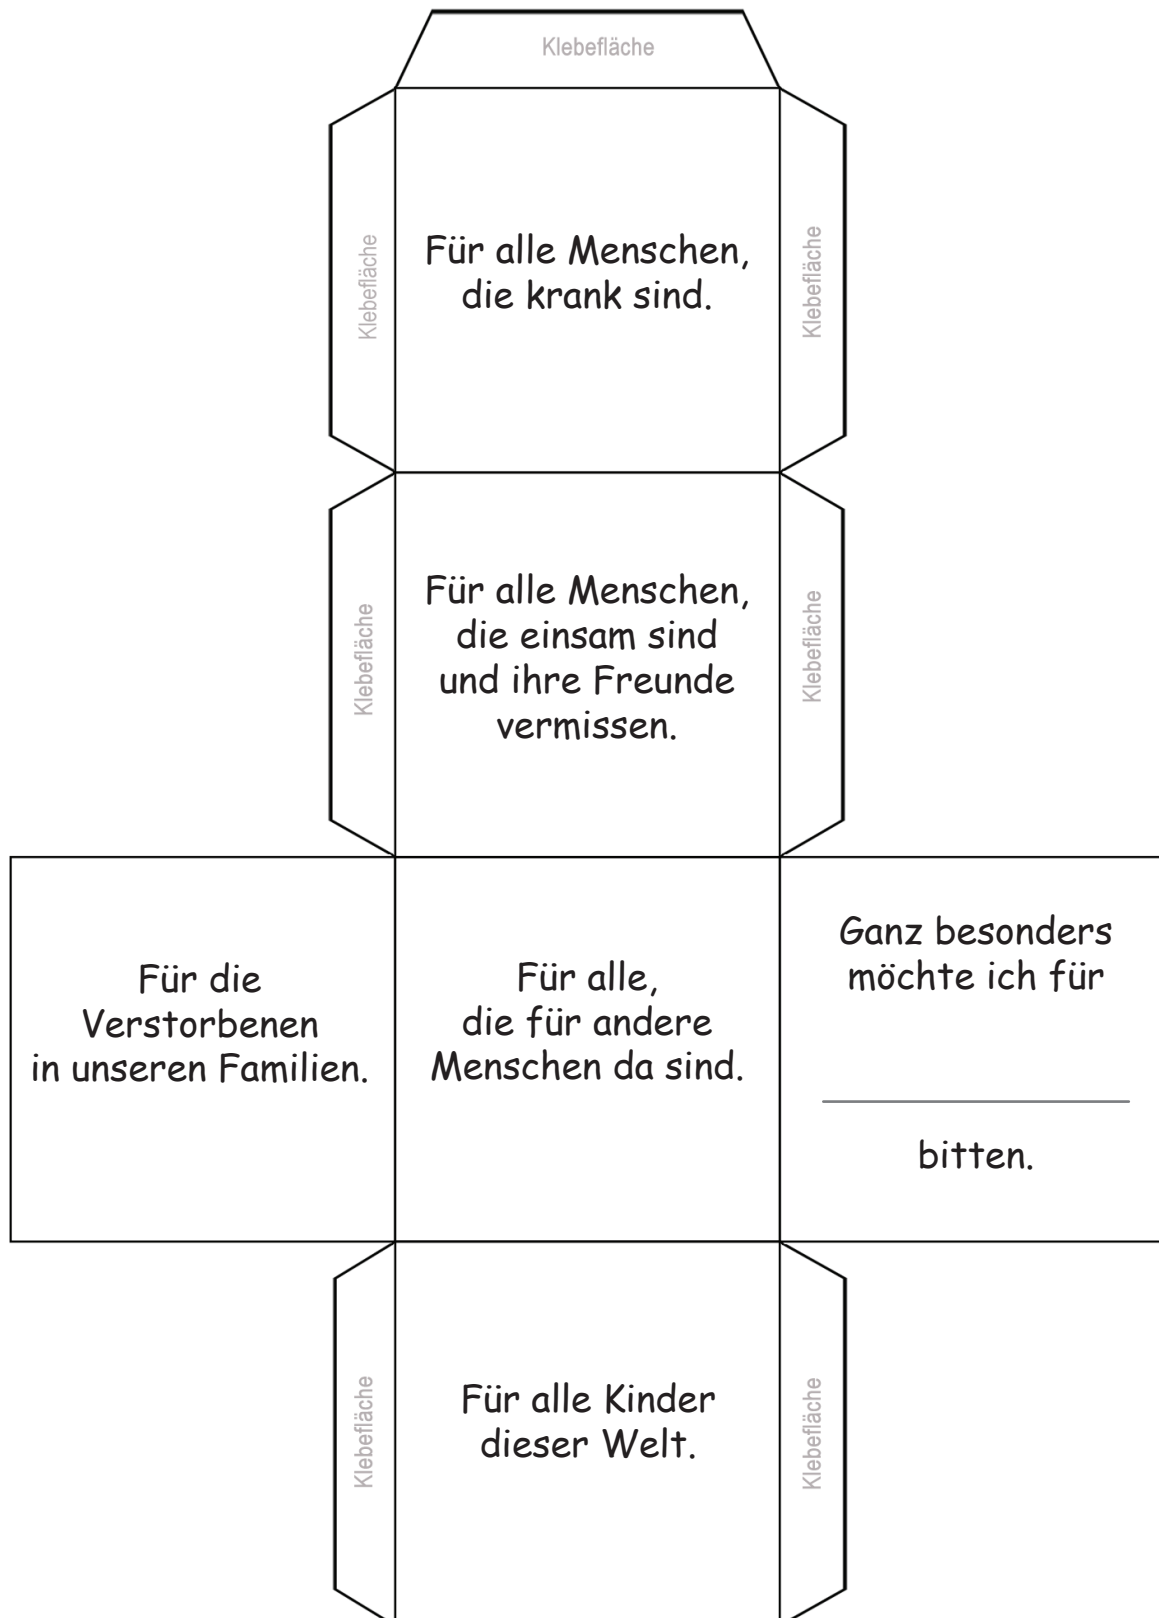 Klebefläche
Klebefläche
Für alle Menschen,
die krank sind.
Klebefläche
Klebefläche
Für alle Menschen,
die einsam sind
und ihre Freunde
vermissen.
Klebefläche
Für die
Verstorbenen
in unseren Familien.
Für alle,
die für andere
Menschen da sind.
Ganz besonders
möchte ich für
bitten.
Klebefläche
Für alle Kinder
dieser Welt.
Klebefläche